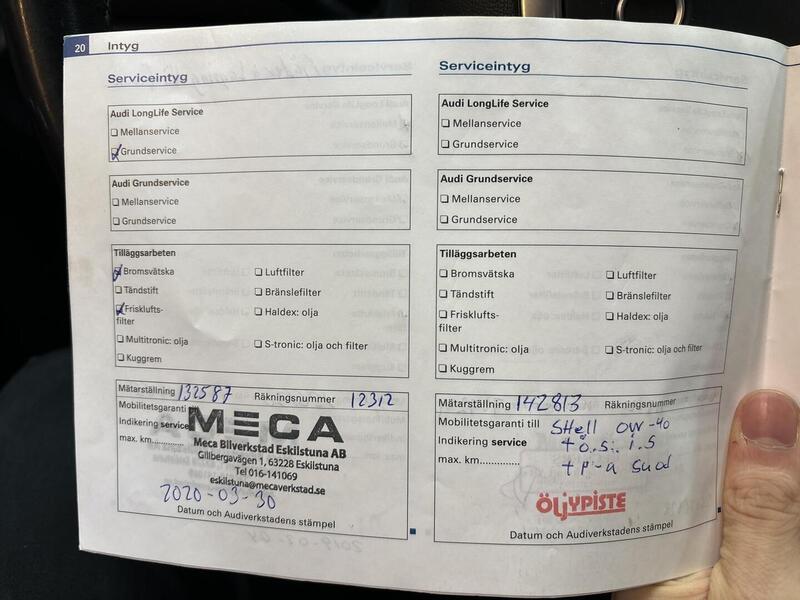 20 Intyg
Serviceintyg
Audi LongLife Service
Mellanservice
Grundservice
Audi Grundservice
Mellanservice
Grundservice
Tilläggsarbeten
Bromsvätska
Luftfilter
Tändstift
Bränslefilter
Frisklufts-
filter
Haldex: olja
Multitronic: olja
S-tronic: olja och filter
Kuggrem
Mätarställning 132587 Räkningsnummer 12312
Mobilitetsgaranti
Indikering service
max. km............
MECA
Meca Bilverkstad Eskilstuna AB
Gillbergavägen 1, 63228 Eskilstuna
Tel 016-141069
eskilstuna@mecaverkstad.se
2020-03-30
Datum och Audiverkstadens stämpel
Serviceintyg
Audi LongLife Service
Mellanservice
Grundservice
Audi Grundservice
Mellanservice
Grundservice
Tilläggsarbeten
Bromsvätska
Luftfilter
Tändstift
Bränslefilter
Frisklufts-
filter
Haldex: olja
Multitronic: olja
S-tronic: olja och filter
Kuggrem
Mätarställning 142813 Räkningsnummer
Mobilitetsgaranti till SHell 0W-40
Indikering service + ö.s. i.s
max. km............. + P-a suod
ÖLJYPISTE
Datum och Audiverkstadens stämpel